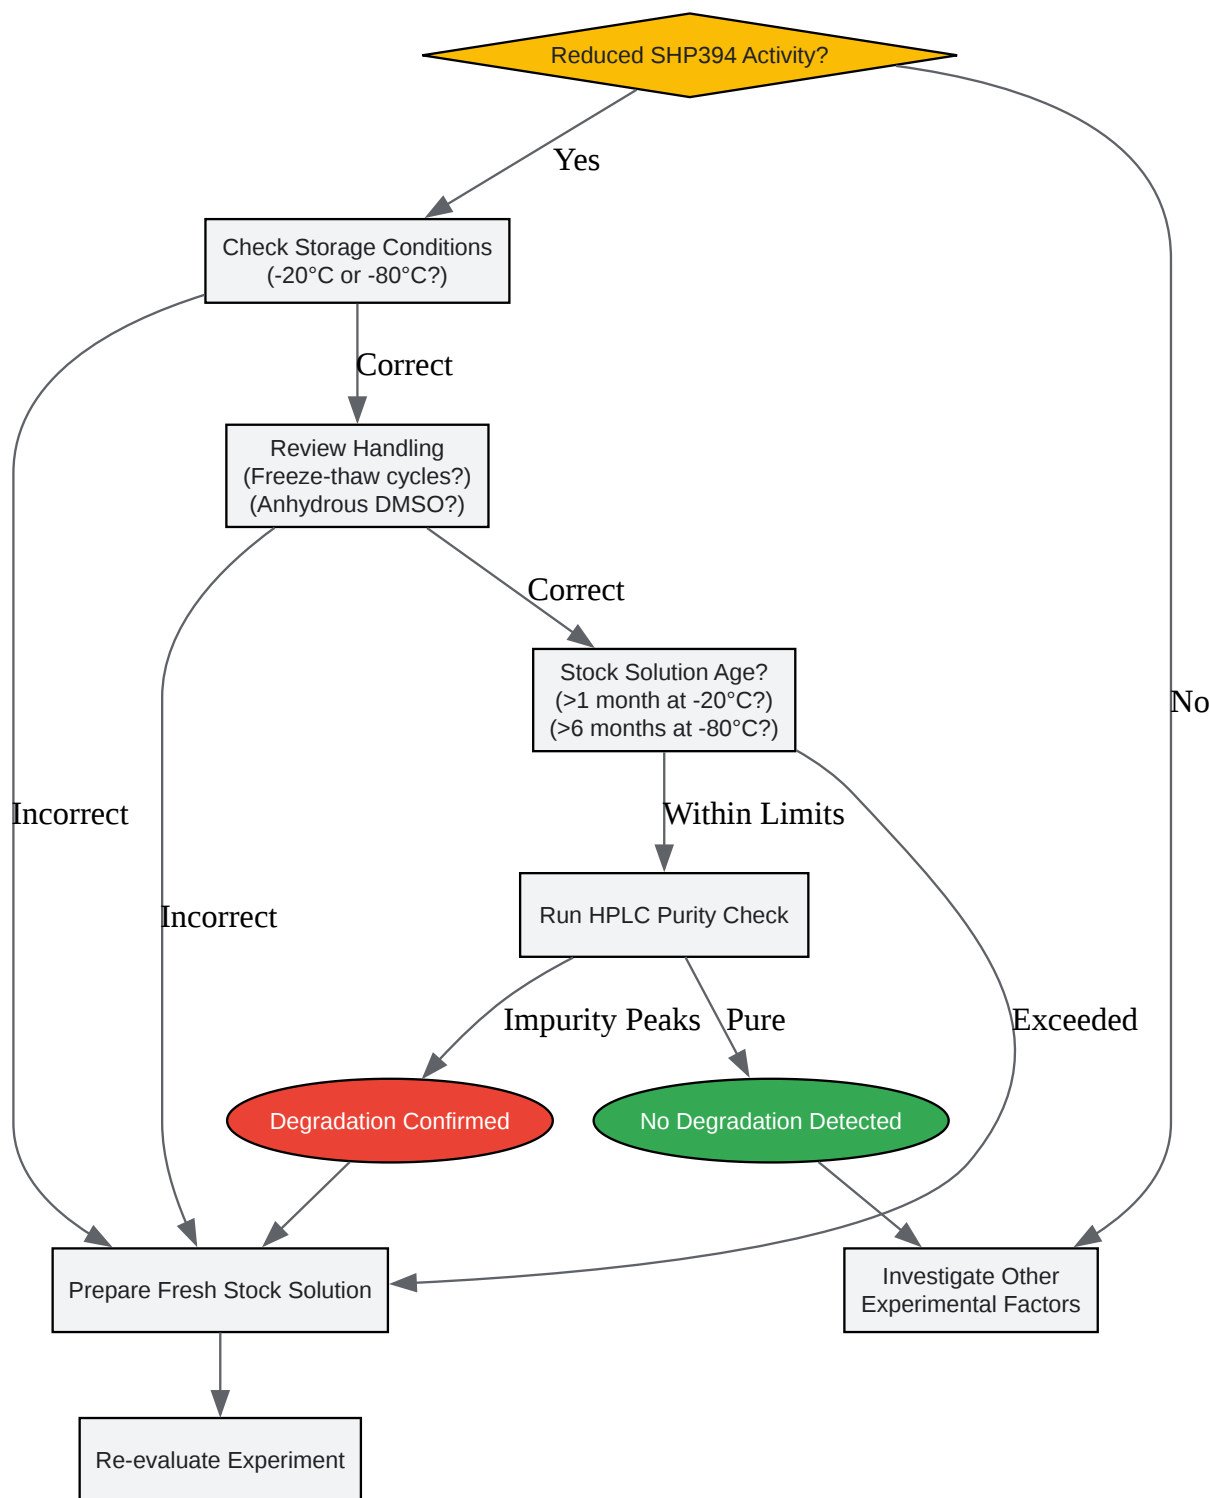 Reduced SHP394 Activity?
Yes
Check Storage Conditions
(-20°C or -80°C?)
Correct
Review Handling
(Freeze-thaw cycles?)
(Anhydrous DMSO?)
Correct
Stock Solution Age?
(>1 month at -20°C?)
(>6 months at -80°C?)
No
Incorrect
Within Limits
Incorrect
Run HPLC Purity Check
Impurity Peaks
Pure
Exceeded
Degradation Confirmed
No Degradation Detected
Prepare Fresh Stock Solution
Investigate Other
Experimental Factors
Re-evaluate Experiment